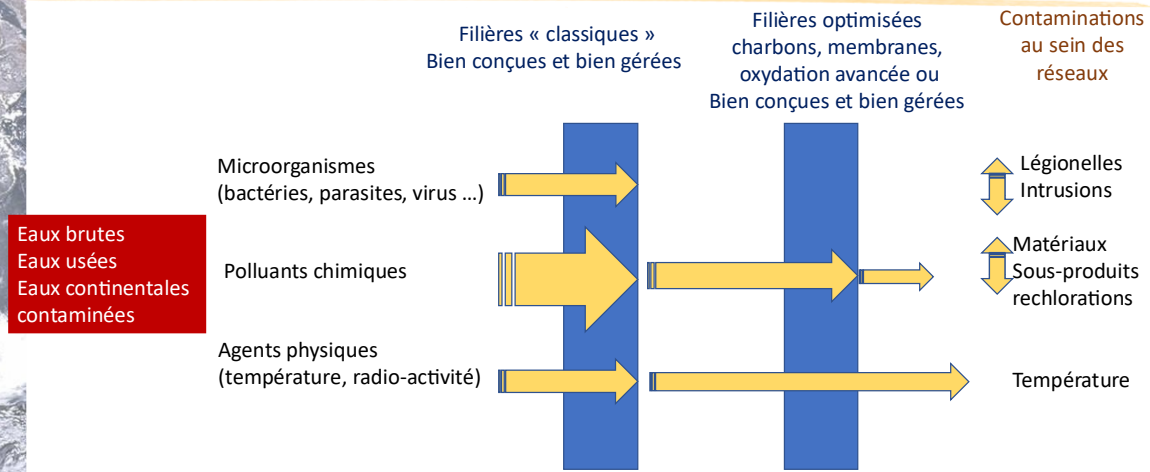 Filières « classiques »
Bien conçues et bien gérées
Filières optimisées
charbons, membranes,
oxydation avancée ou
Bien conçues et bien gérées
Contaminations
au sein des
réseaux
Microorganismes
(bactéries, parasites, virus …)
Légionelles
Intrusions
Eaux brutes
Eaux usées
Eaux continentales
contaminées
Polluants chimiques
Matériaux
Sous-produits
rechlorations
Agents physiques
(température, radio-activité)
Température